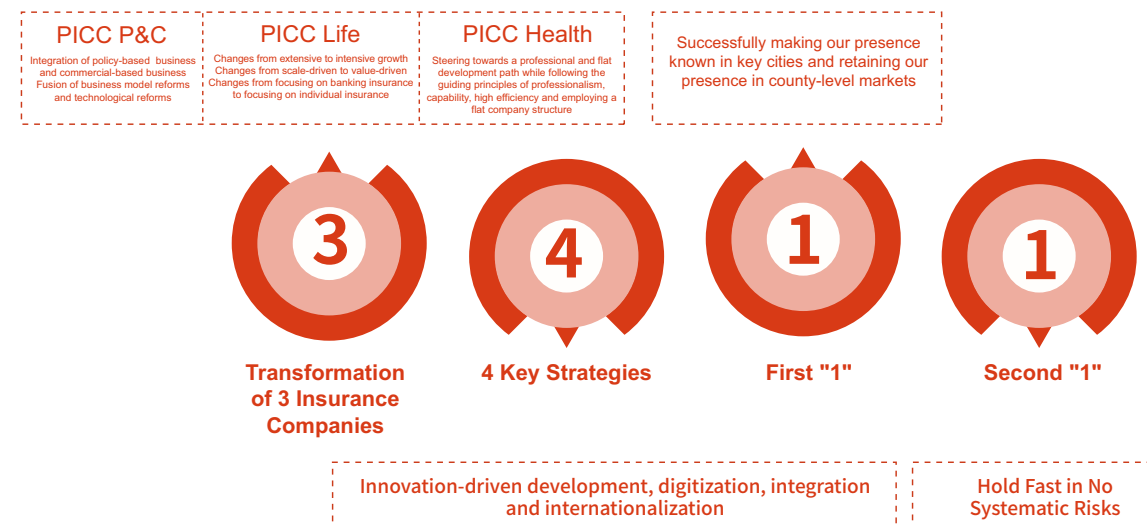 PICC P&C
Integration of policy-based business
and commercial-based business
Fusion of business model reforms
and technological reforms
PICC Life
Changes from extensive to intensive growth
Changes from scale-driven to value-driven
Changes from focusing on banking insurance
to focusing on individual insurance
PICC Health
Steering towards a professional and flat
development path while following the
guiding principles of professionalism,
capability, high efficiency and employing a
flat company structure
Successfully making our presence
known in key cities and retaining our
presence in county-level markets
3
4
1
1
Transformation
of 3 Insurance
Companies
4 Key Strategies
First "1"
Second "1"
Innovation-driven development, digitization, integration
and internationalization
Hold Fast in No
Systematic Risks